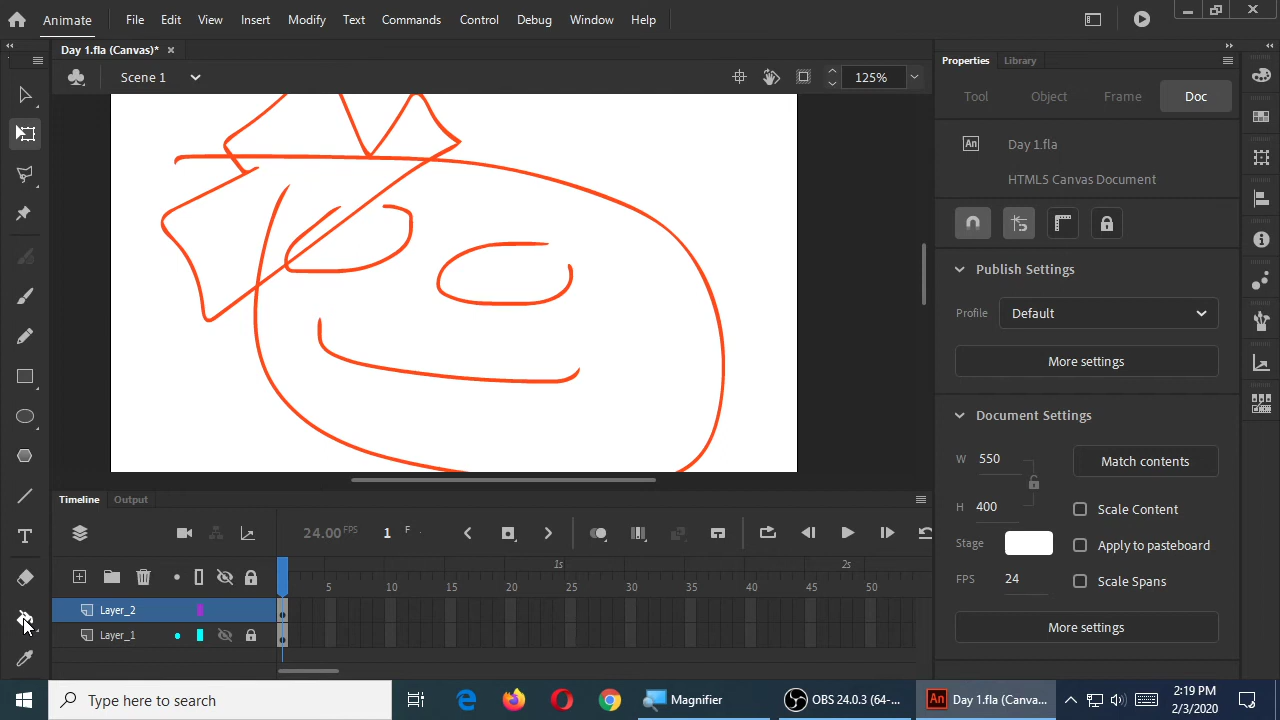 Animate File Edit View Insert Modify Text Commands Control Debug Window Help
Day 1.fla (Canvas)*
Scene 1 125%
Properties Library
Tool Object Frame Doc
An Day 1.fla
HTML5 Canvas Document
Publish Settings
Profile Default
More settings
Document Settings
W 550 Match contents
H 400 Scale Content
Stage Apply to pasteboard
FPS 24 Scale Spans
More settings
T
Timeline Output
24.00 FPS 1 F
1s 2s
5 10 15 20 25 30 35 40 45 50
Layer_2
Layer_1
Type here to search Magnifier OBS 24.0.3 (64-... An Day 1.fla (Canva... 2:19 PM
2/3/2020